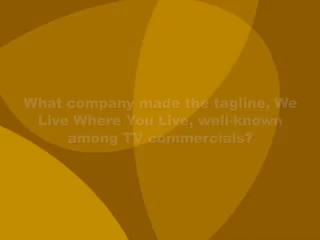 What company made the tagline, We
Live Where You Live, well-known
among TV commercials?